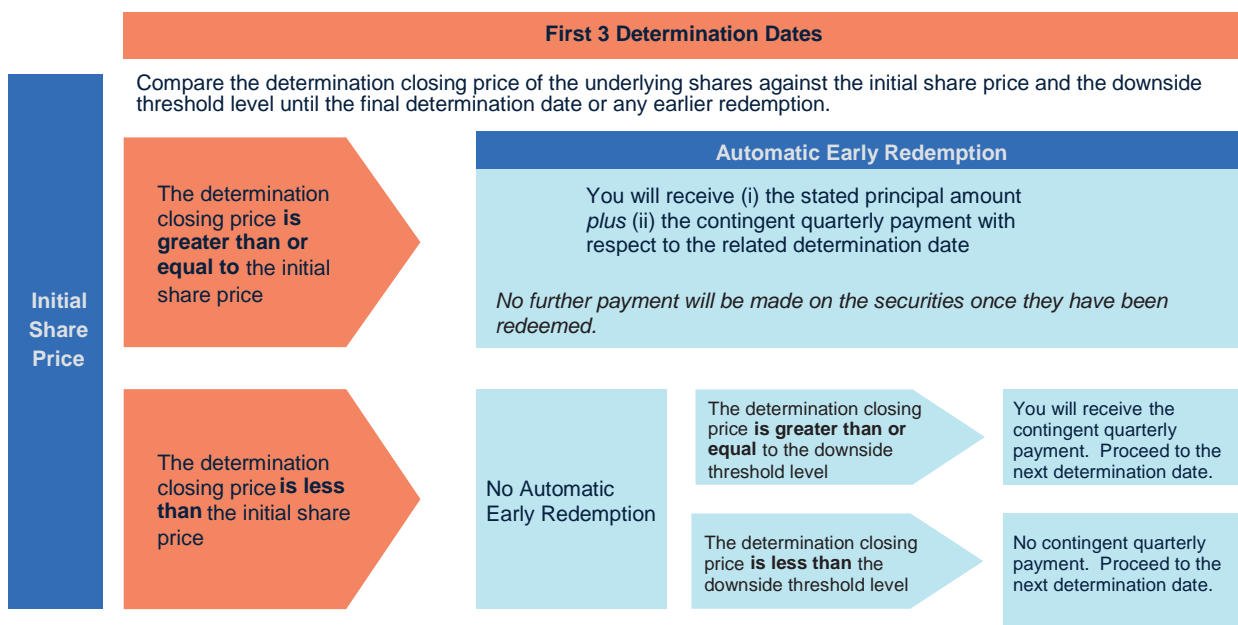 First 3 Determination Dates
Compare the determination closing price of the underlying shares against the initial share price and the downside
threshold level until the final determination date or any earlier redemption.
Initial
Share
Price
The determination
closing price is
greater than or
equal to the initial
share price
Automatic Early Redemption
You will receive (i) the stated principal amount
plus (ii) the contingent quarterly payment with
respect to the related determination date
No further payment will be made on the securities once they have been
redeemed.
The determination
closing price is less
than the initial share
price
No Automatic
Early Redemption
The determination closing
price is greater than or
equal to the downside
threshold level
You will receive the
contingent quarterly
payment. Proceed to the
next determination date.
The determination closing
price is less than the
downside threshold level
No contingent quarterly
payment. Proceed to the
next determination date.